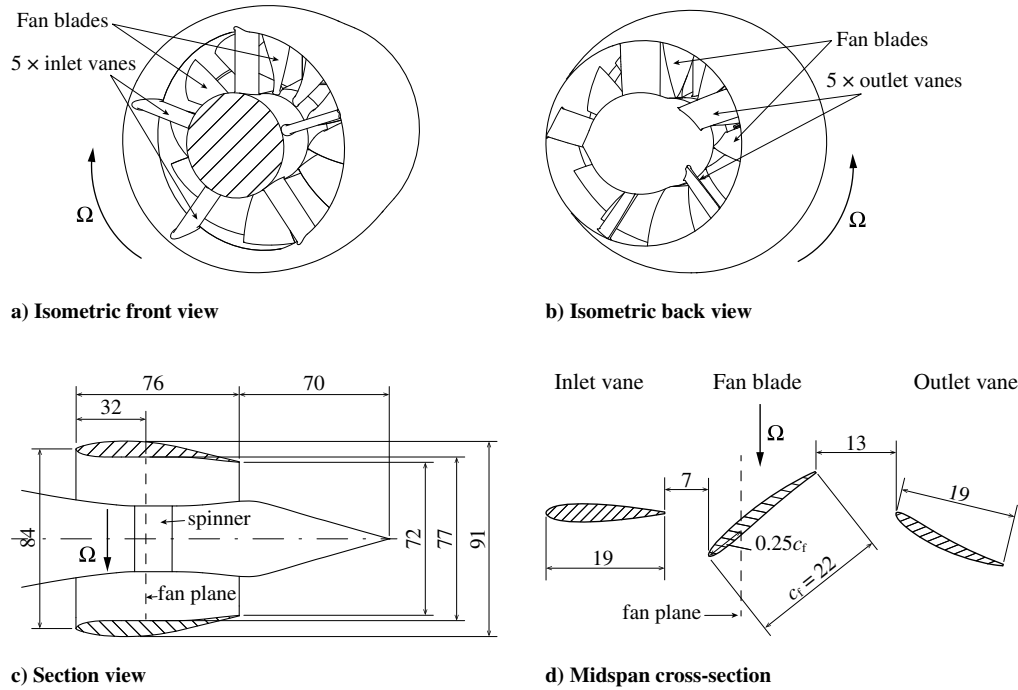 Fan blades
5 × inlet vanes
Ω
Fan blades
5 × outlet vanes
Ω
a) Isometric front view
b) Isometric back view
76
70
32
84
Ω
spinner
fan plane
72
77
91
c) Section view
Inlet vane
Fan blade
Outlet vane
Ω
13
7
19
19
0.25cf
cf = 22
fan plane
d) Midspan cross-section